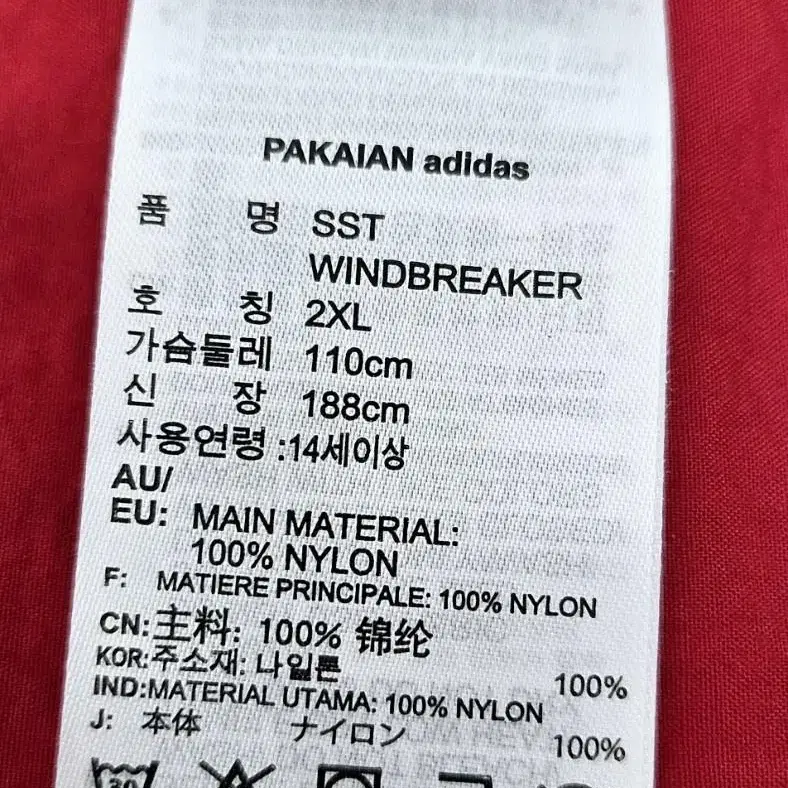 PAKAIAN adidas
품 명 SST
WINDBREAKER
호 칭 2XL
가슴둘레 110cm
신 장 188cm
사용연령 :14세이상
AU/
EU: MAIN MATERIAL:
100% NYLON
F: MATIERE PRINCIPALE: 100% NYLON
CN:主料: 100% 锦纶
KOR:주소재: 나일론 100%
IND:MATERIAL UTAMA: 100% NYLON
J: 本体 ナイロン 100%
30